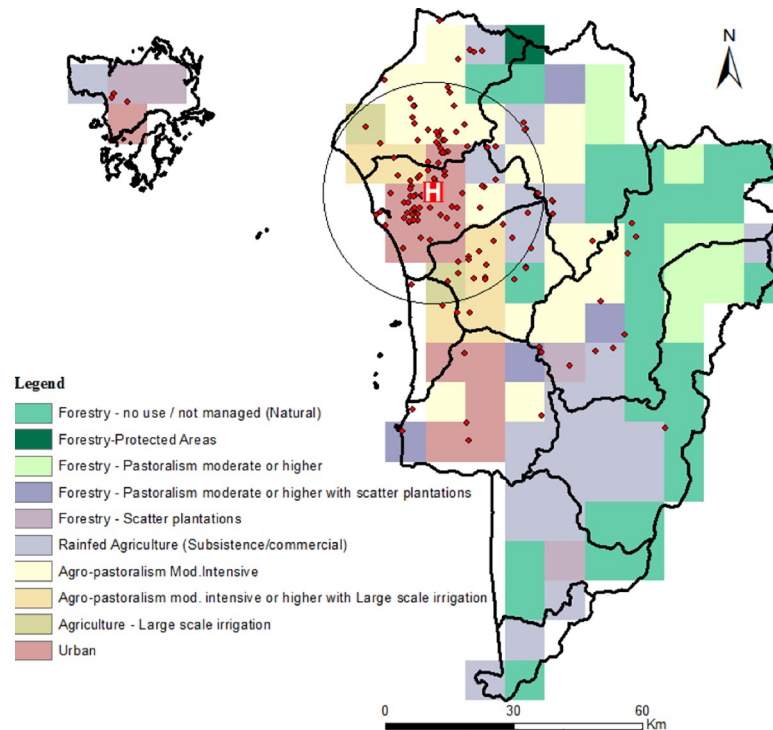 N
H
Legend
Forestry - no use / not managed (Natural)
Forestry-Protected Areas
Forestry - Pastoralism moderate or higher
Forestry - Pastoralism moderate or higher with scatter plantations
Forestry - Scatter plantations
Rainfed Agriculture (Subsistence/commercial)
Agro-pastoralism Mod.Intensive
Agro-pastoralism mod. intensive or higher with Large scale irrigation
Agriculture - Large scale irrigation
Urban
0 30 60
Km